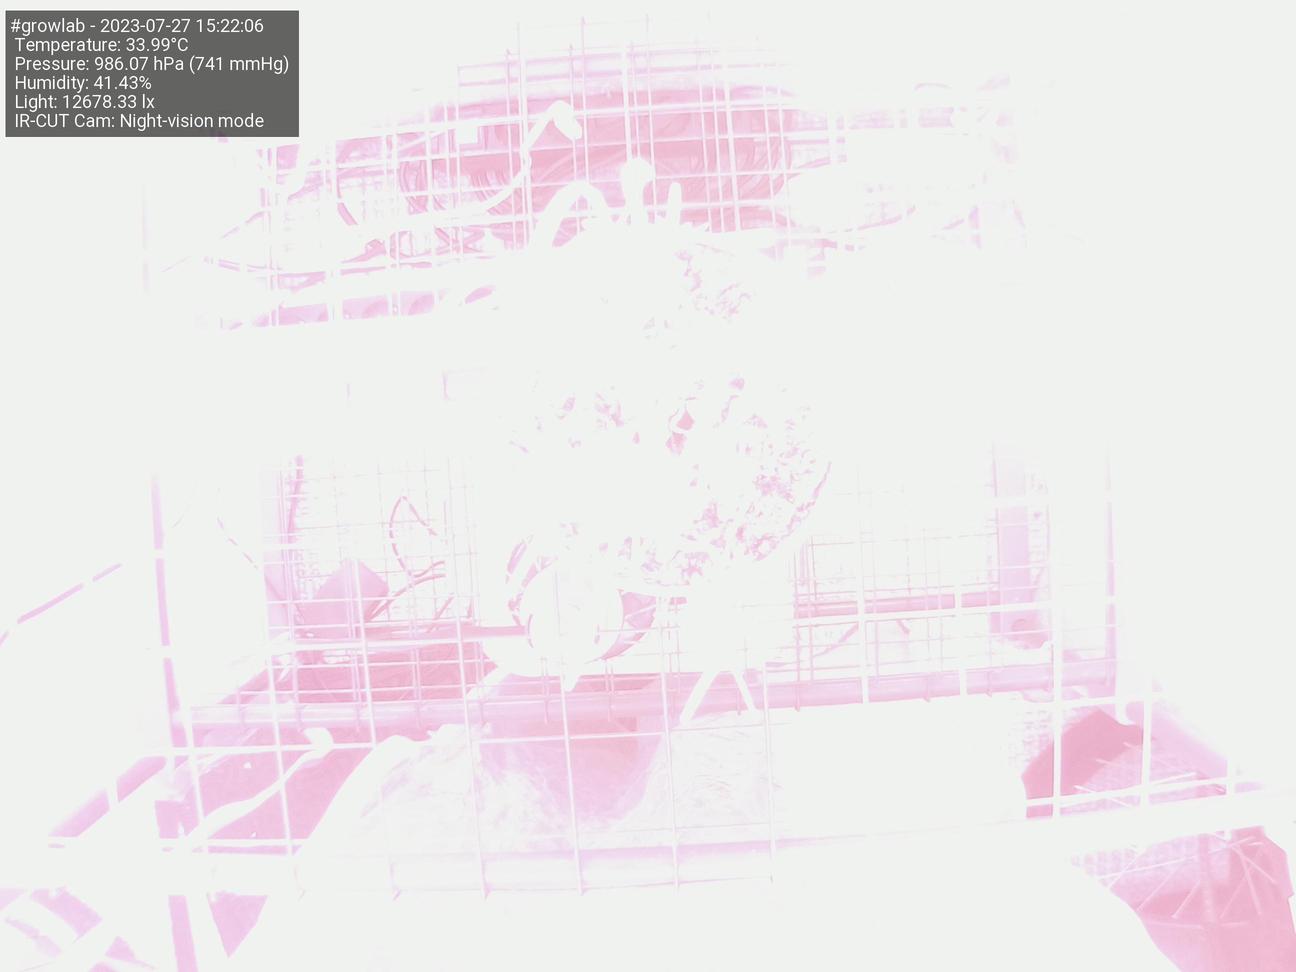 #growlab - 2023-07-27 15:22:06
Temperature: 33.99°C
Pressure: 986.07 hPa (741 mmHg)
Humidity: 41.43%
Light: 12678.33 lx
IR-CUT Cam: Night-vision mode